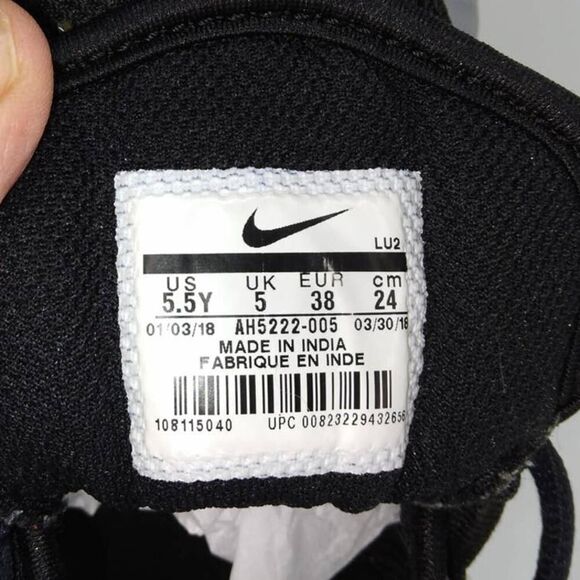 LU2
US UK EUR cm
5.5Y 5 38 24
01/03/18 AH5222-005 03/30/18
MADE IN INDIA
FABRIQUE EN INDE
108115040 UPC 00823229432656